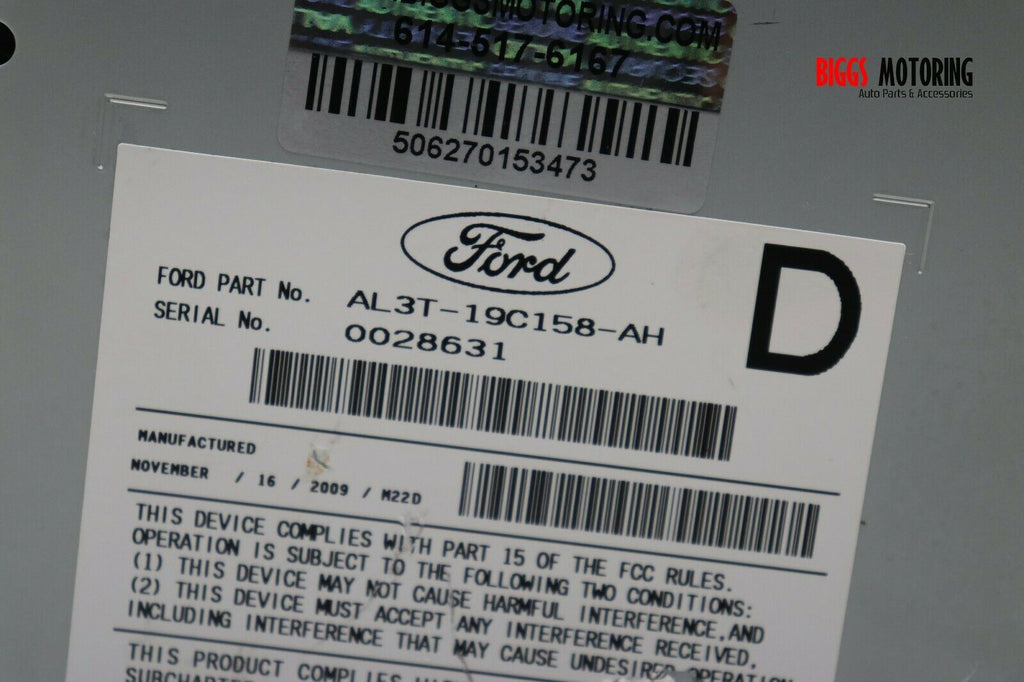 BIGGSMOTORING.COM
614-517-6167
506270153473
BIGGS MOTORING
Auto Parts & Accessories
Ford
D
FORD PART No. AL3T-19C158-AH
SERIAL No. 0028631
MANUFACTURED
NOVEMBER / 16 / 2009 / M22D
THIS DEVICE COMPLIES WITH PART 15 OF THE FCC RULES.
OPERATION IS SUBJECT TO THE FOLLOWING TWO CONDITIONS:
(1) THIS DEVICE MAY NOT CAUSE HARMFUL INTERFERENCE,AND
(2) THIS DEVICE MUST ACCEPT ANY INTERFERENCE RECEIVED,
INCLUDING INTERFERENCE THAT MAY CAUSE UNDESIRED OPERATION
THIS PRODUCT COMPLIES